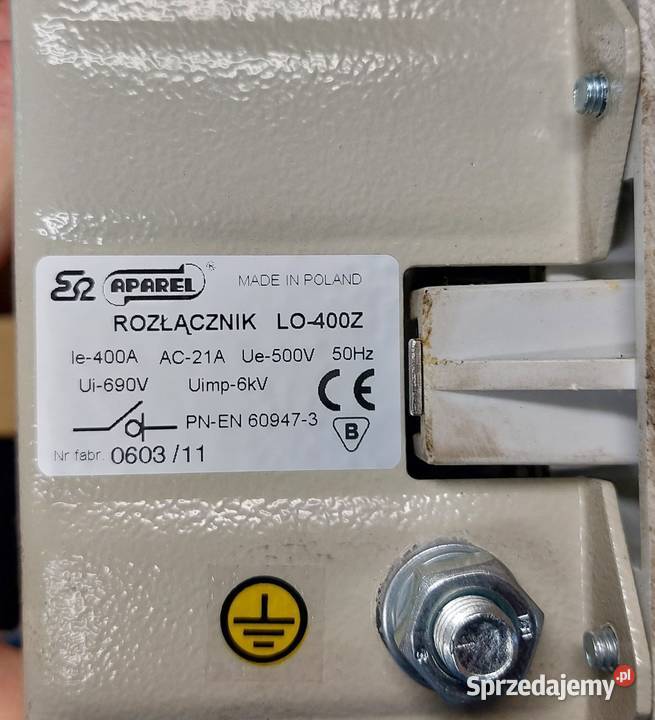 EΩ APAREL ® MADE IN POLAND
ROZŁĄCZNIK LO-400Z
Ie-400A AC-21A Ue-500V 50Hz
Ui-690V Uimp-6kV CE
PN-EN 60947-3 B
Nr fabr. 0603/11
Sprzedajemy.pl